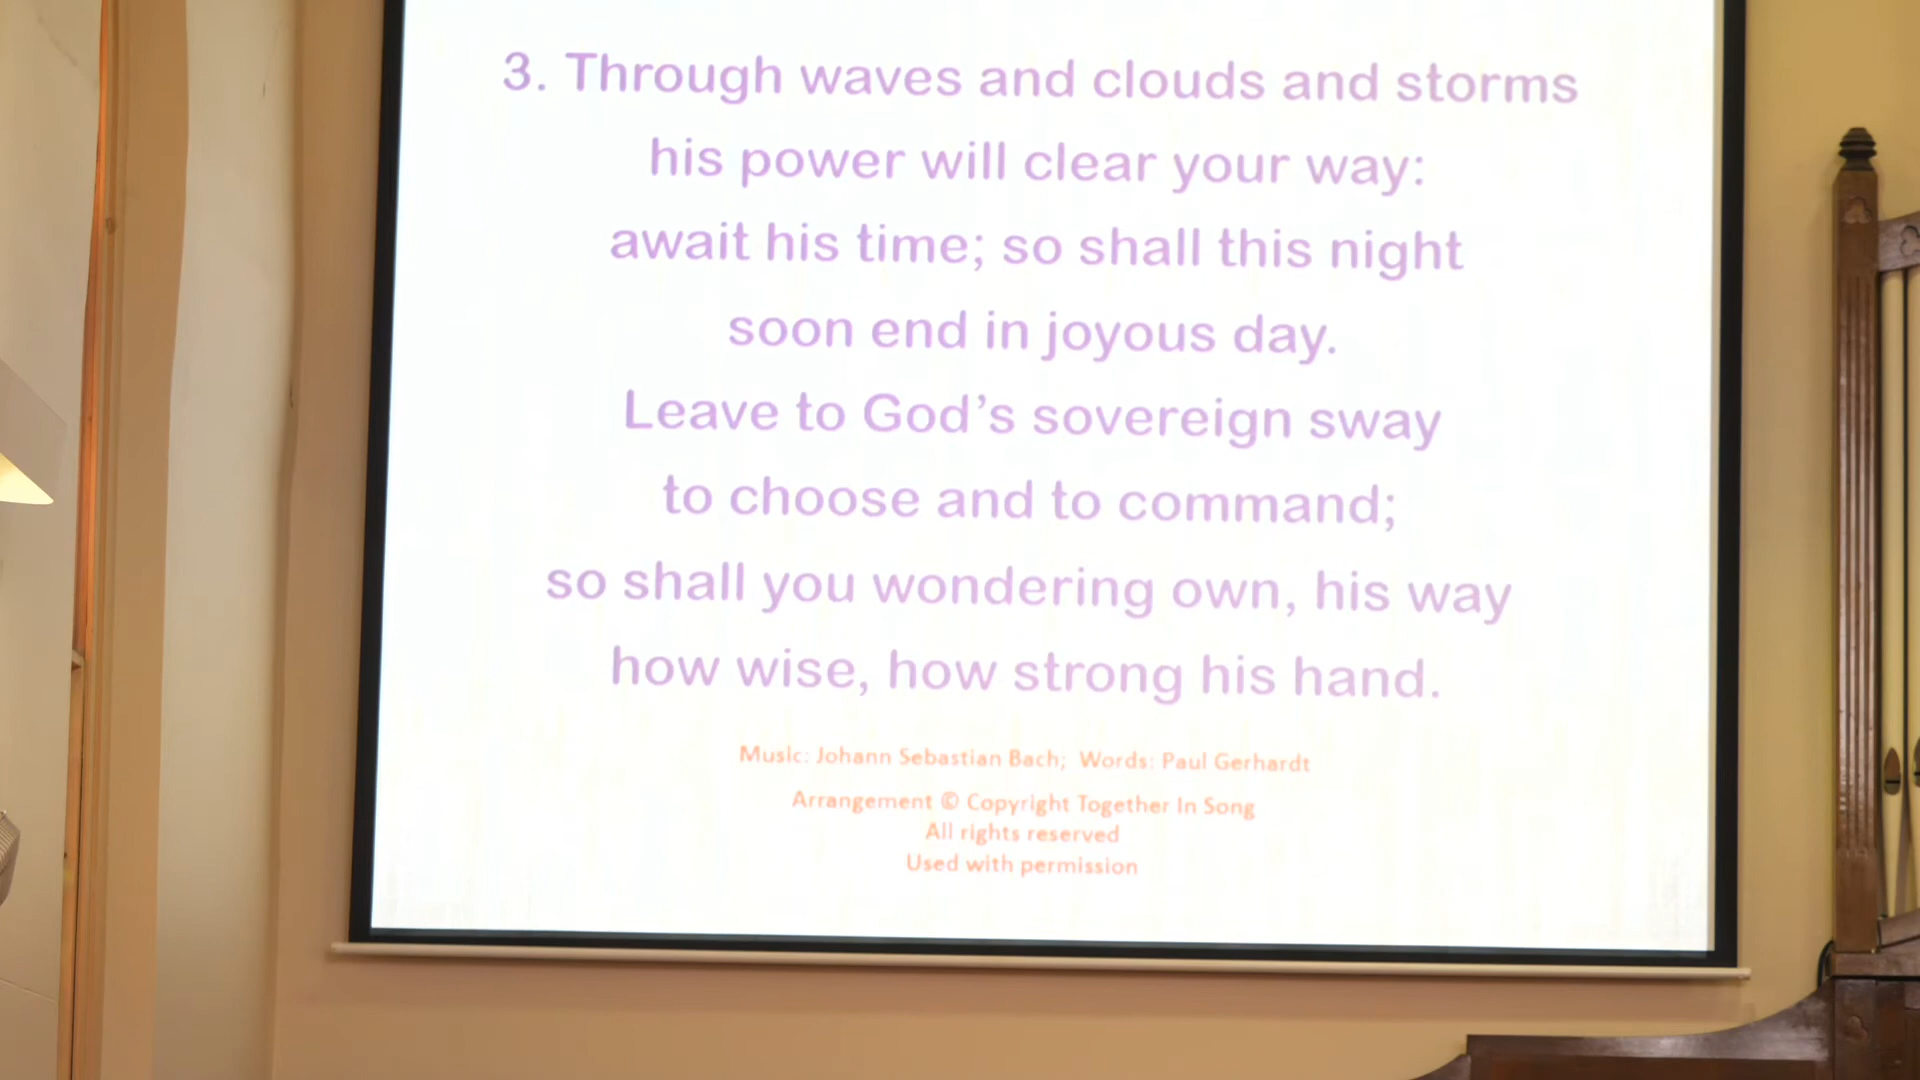 3. Through waves and clouds and storms
his power will clear your way:
await his time; so shall this night
soon end in joyous day.
Leave to God’s sovereign sway
to choose and to command;
so shall you wondering own, his way
how wise, how strong his hand.
Music: Johann Sebastian Bach; Words: Paul Gerhardt
Arrangement © Copyright Together In Song
All rights reserved
Used with permission